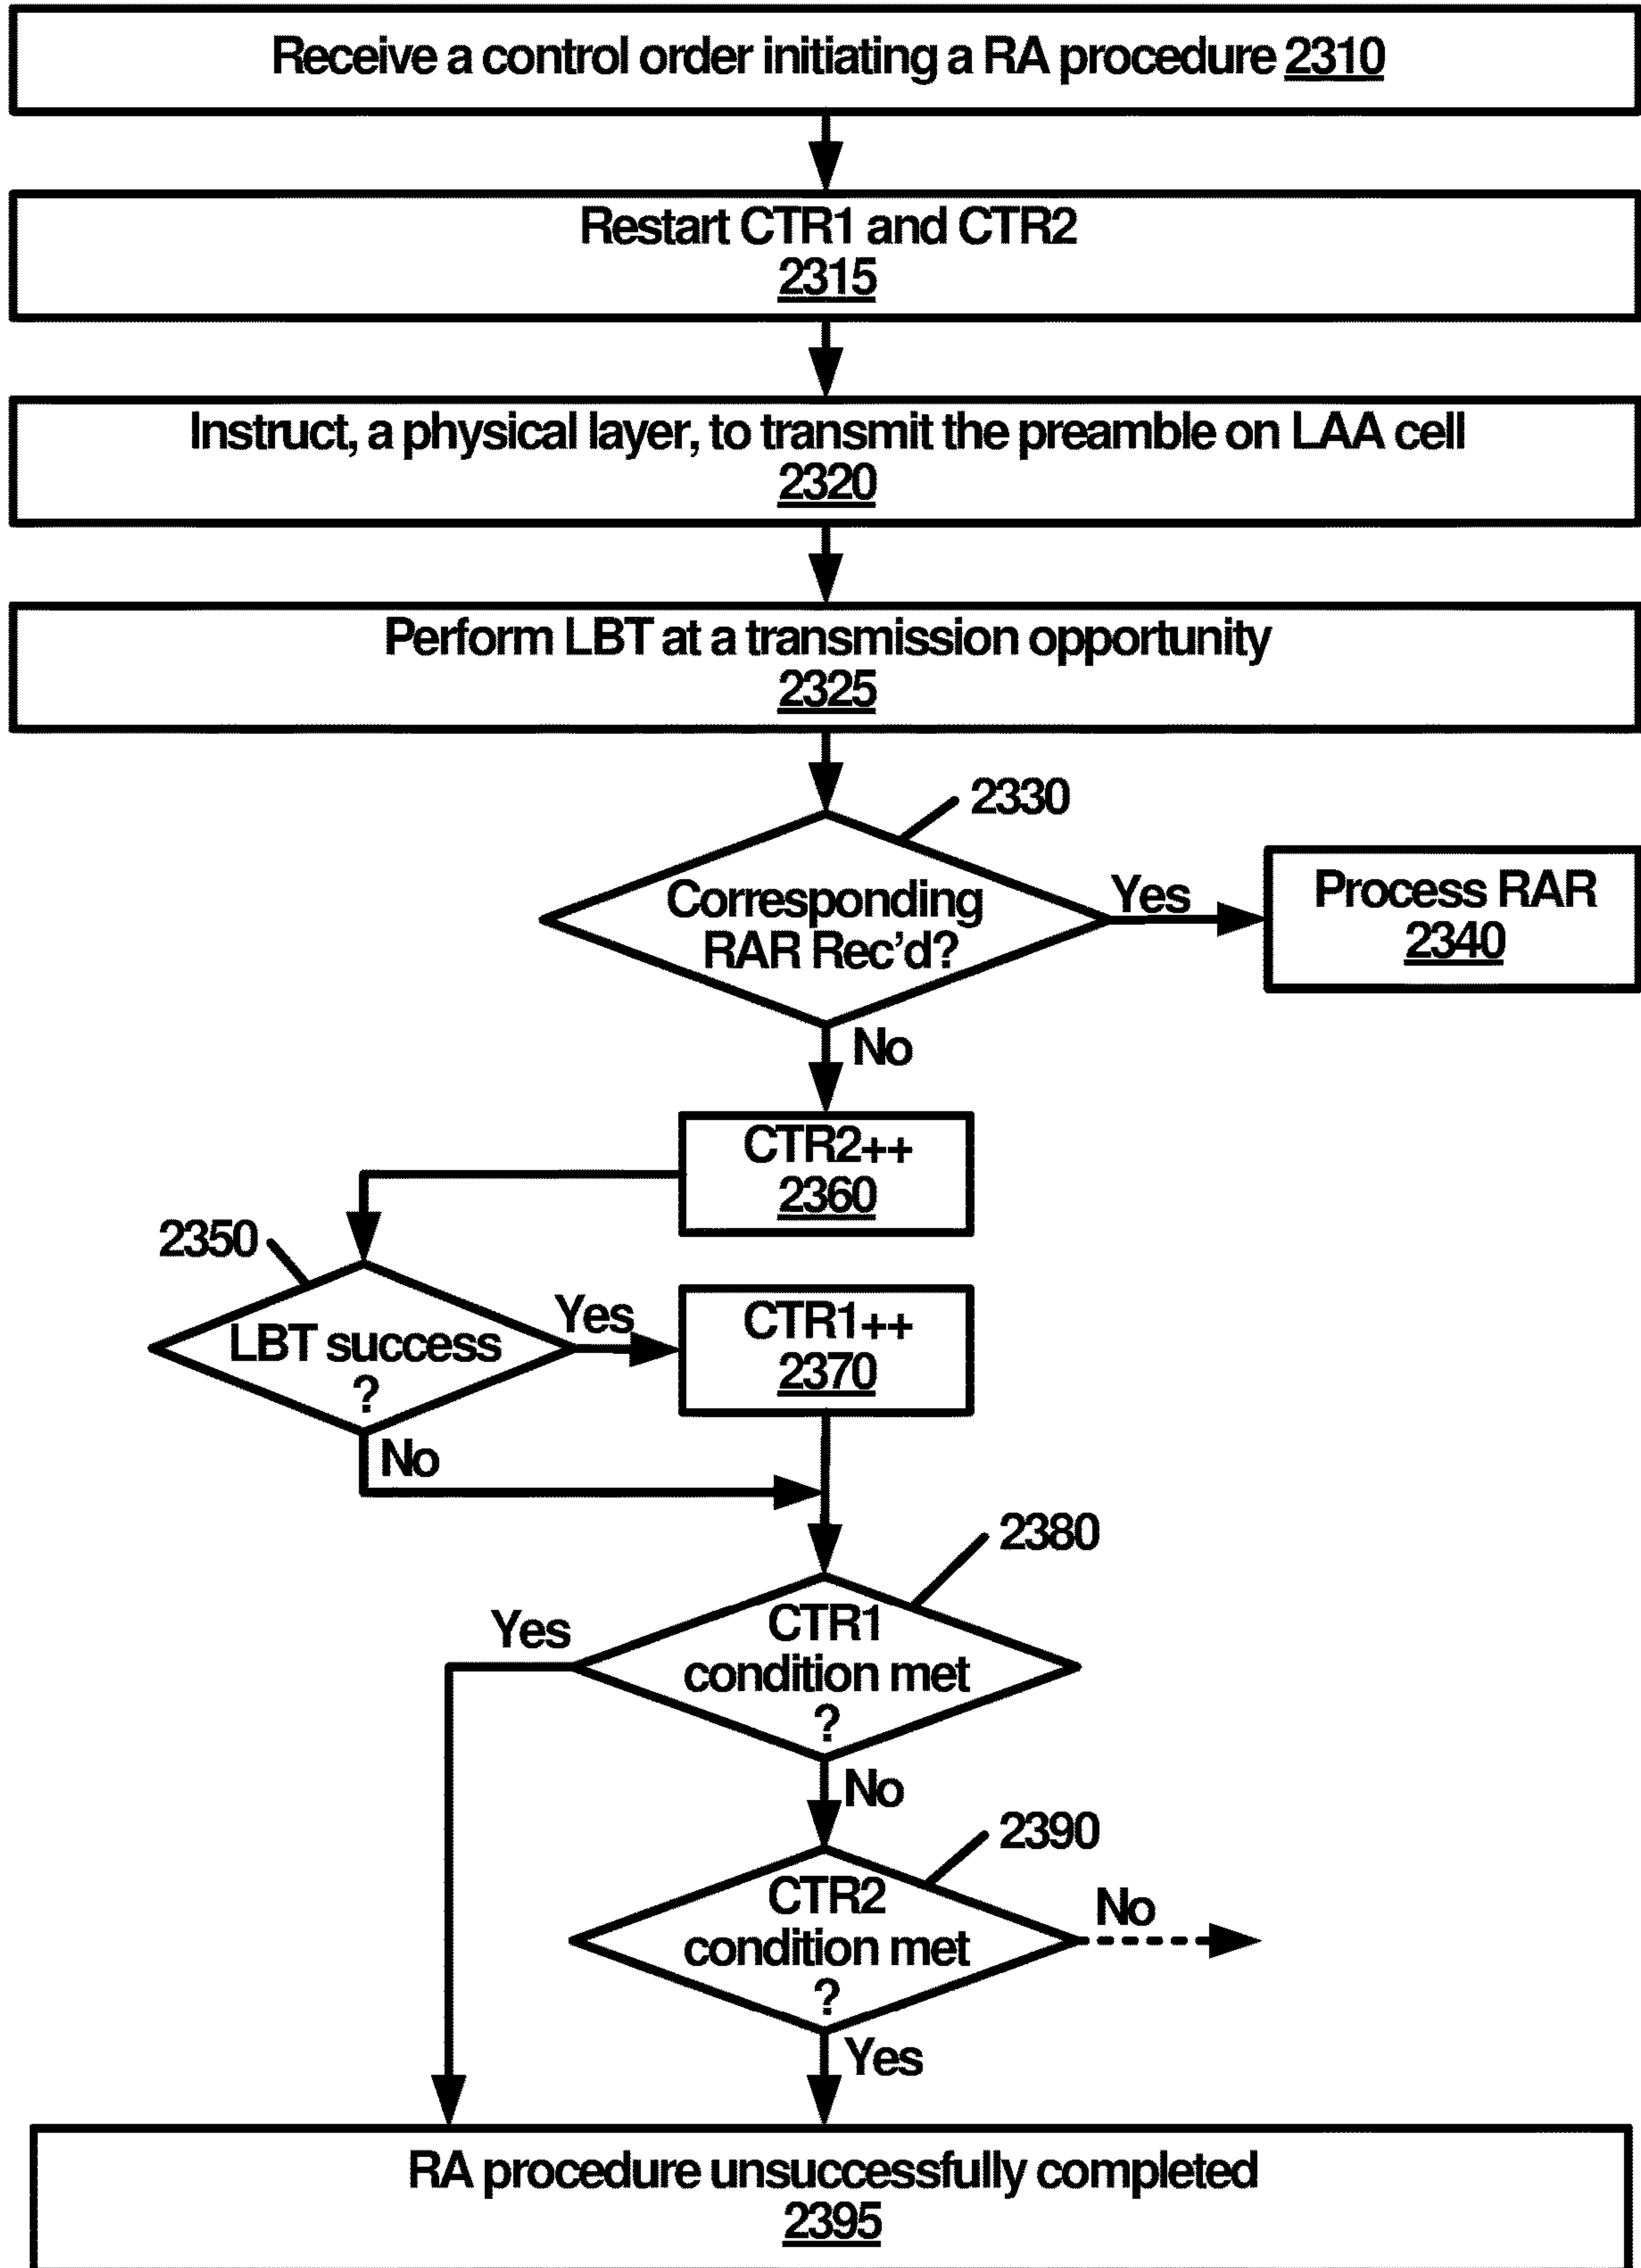 Receive a control order initiating a RA procedure 2310
Restart CTR1 and CTR2
2315
Instruct, a physical layer, to transmit the preamble on LAA cell
2320
Perform LBT at a transmission opportunity
2325
2330
Corresponding
RAR Rec'd?
Yes
Process RAR
2340
No
CTR2++
2360
2350
LBT success
?
Yes
CTR1++
2370
No
2380
CTR1
condition met
?
Yes
No
2390
CTR2
condition met
?
No
Yes
RA procedure unsuccessfully completed
2395